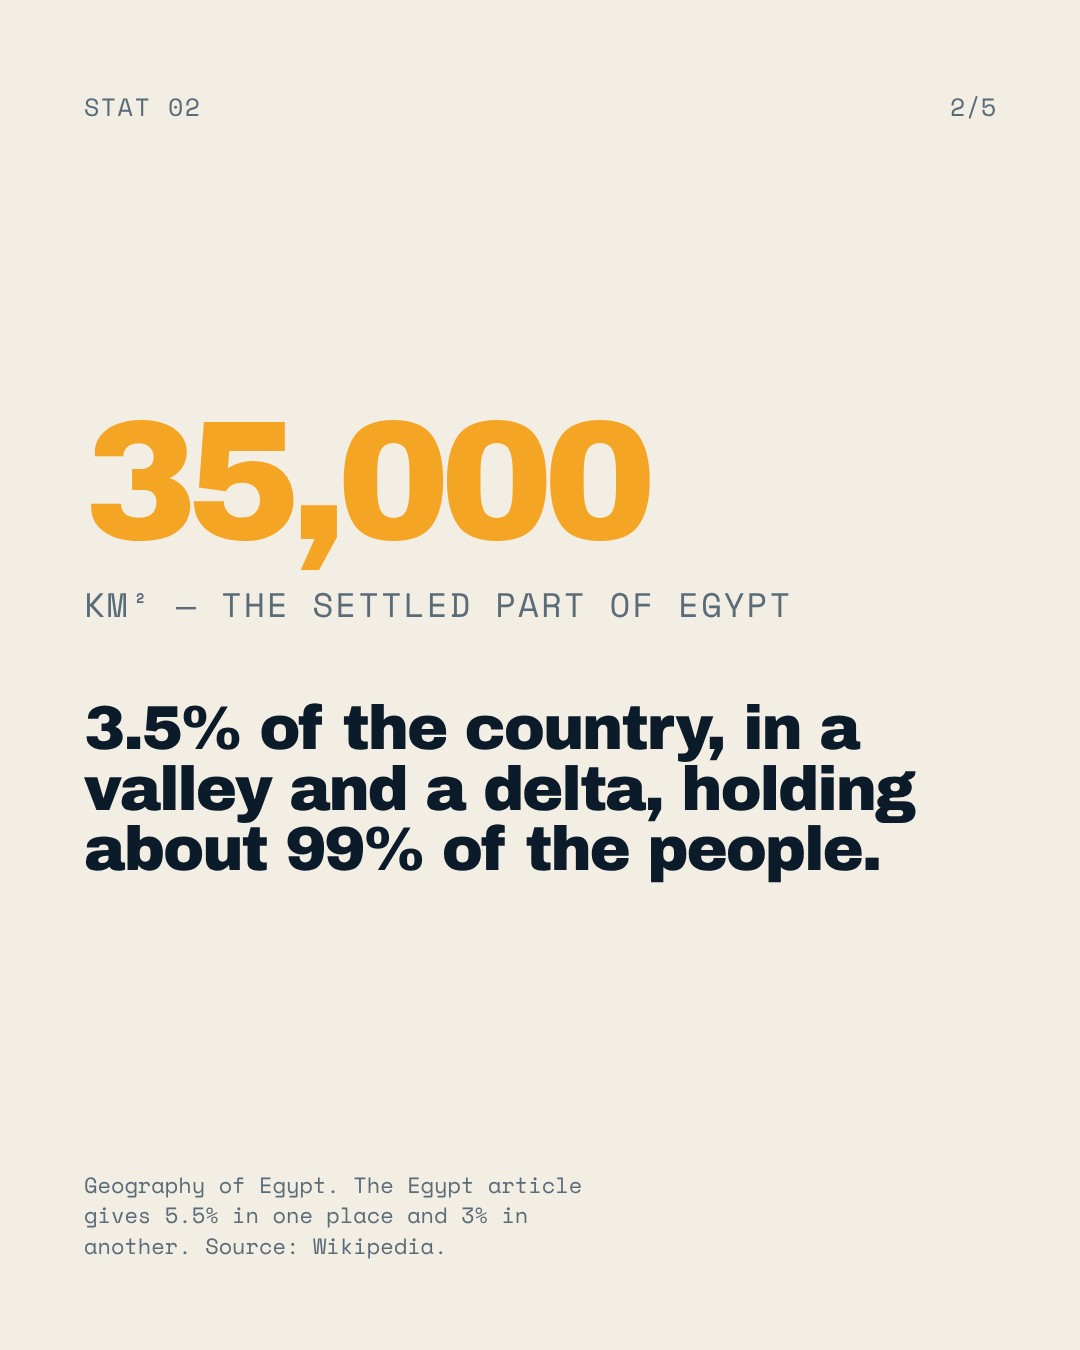 STAT 02
2/5
35,000
KM² — THE SETTLED PART OF EGYPT
3.5% of the country, in a
valley and a delta, holding
about 99% of the people.
Geography of Egypt. The Egypt article
gives 5.5% in one place and 3% in
another. Source: Wikipedia.